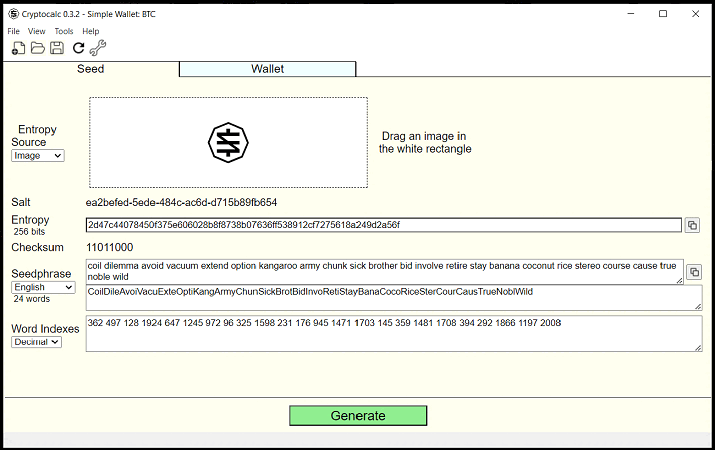 Cryptocalc 0.3.2 - Simple Wallet: BTC
File View Tools Help
Seed
Wallet
Entropy
Source
Image
Drag an image in
the white rectangle
Salt
ea2befed-5ede-484c-ac6d-d715b89fb654
Entropy
256 bits
2d47c44078450f375e606028b8f8738b07636ff538912cf7275618a249d2a56f
Checksum
11011000
Seedphrase
English
24 words
coil dilemma avoid vacuum extend option kangaroo army chunk sick brother bid involve retire stay banana coconut rice stereo course cause true
noble wild
CoilDileAvoiVacuExteOptiKangArmyChunSickBrotBidInvoRetiStayBanaCocoRiceSterCourCausTrueNoblWild
Word Indexes
Decimal
362 497 128 1924 647 1245 972 96 325 1598 231 176 945 1471 1703 145 359 1481 1708 394 292 1866 1197 2008
Generate